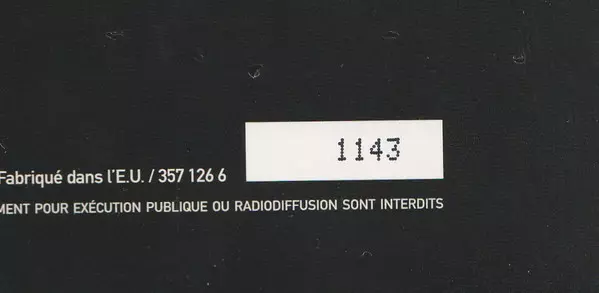 1143
Fabriqué dans l'E.U. / 357 126 6
MENT POUR EXÉCUTION PUBLIQUE OU RADIODIFFUSION SONT INTERDITS